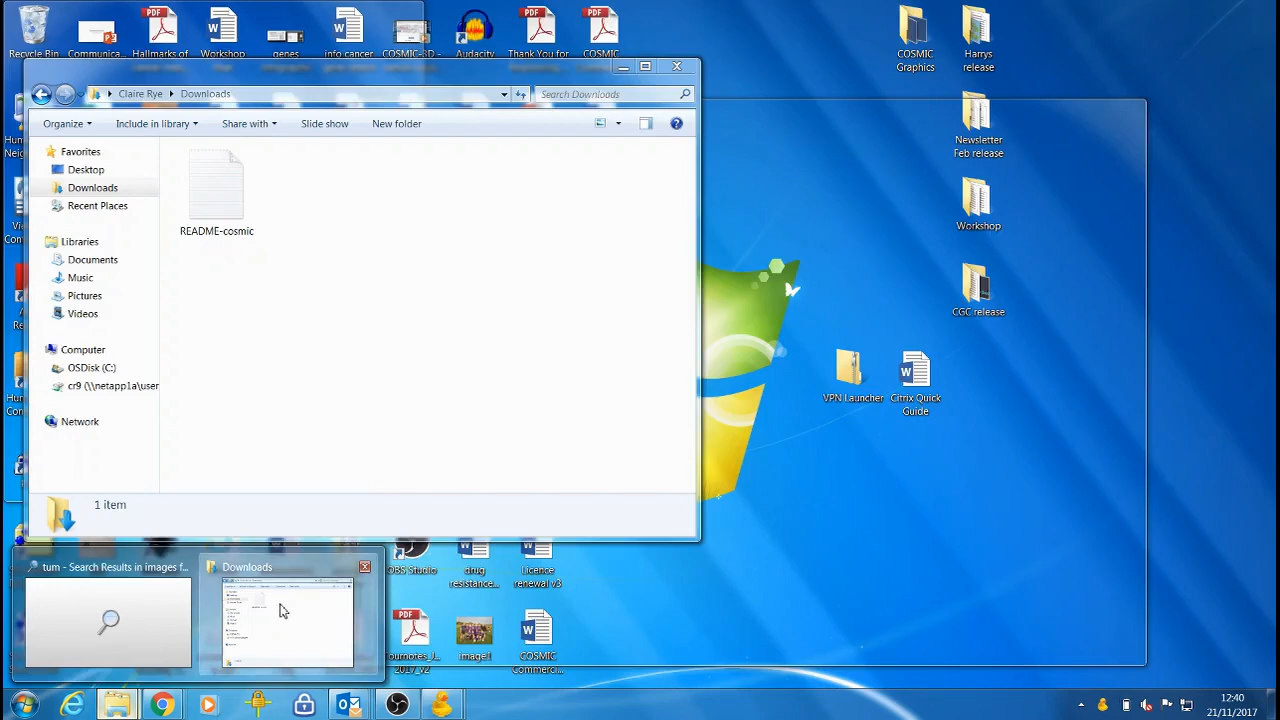 Recycle Bin
Communica...
Hallmarks of
Workshop
genes
info cancer
COSMIC-3D -
Audacity
Thank You for
COSMIC
COSMIC
Graphics
Harrys
release
Claire Rye
Downloads
Search Downloads
Organize
Include in library
Share with
Slide show
New folder
Favorites
Desktop
Downloads
Recent Places
Libraries
Documents
Music
Pictures
Videos
Computer
OSDisk (C:)
cr9 (\\netapp1a\user
Network
README-cosmic
1 item
Newsletter
Feb release
Workshop
CGC release
VPN Launcher
Citrix Quick
Guide
tum - Search Results in images f...
Downloads
OBS Studio
drug
resistance...
licence
renewal v3
2017_v2
image1
COSMIC
Commerci...
12:40
21/11/2017